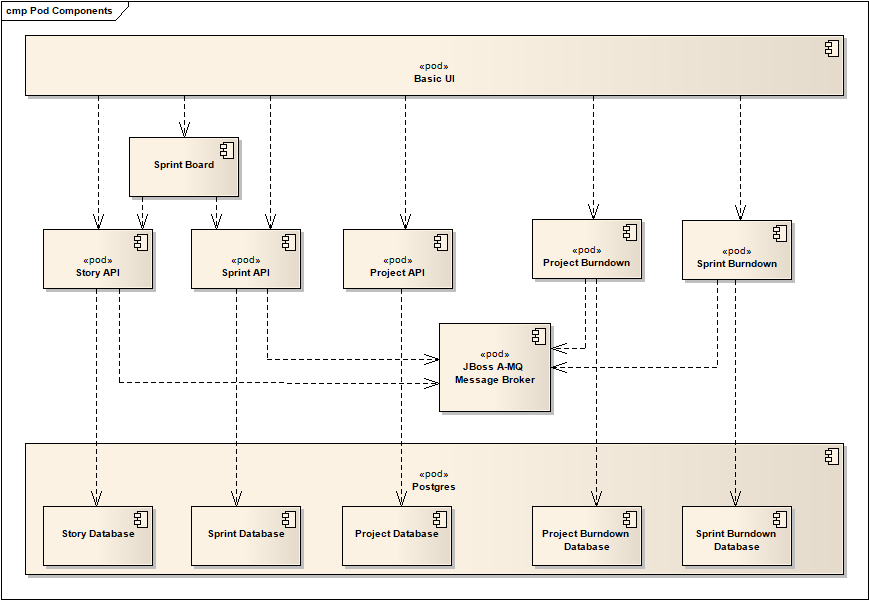 cmp Pod Components
«pod»
Basic UI
Sprint Board
«pod»
Story API
«pod»
Sprint API
«pod»
Project API
«pod»
Project Burndown
«pod»
Sprint Burndown
«pod»
JBoss A-MQ
Message Broker
«pod»
Postgres
Story Database
Sprint Database
Project Database
Project Burndown
Database
Sprint Burndown
Database